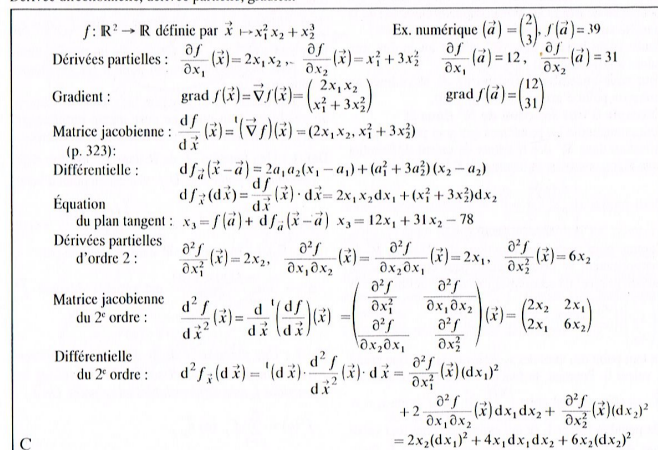 f: ℝ² → ℝ définie par x⃗ ↦ x₁²x₂ + x₂³   Ex. numérique (a⃗) = (2 3), f(a⃗) = 39
Dérivées partielles : ∂f/∂x₁ (x⃗) = 2x₁x₂,  ∂f/∂x₂ (x⃗) = x₁² + 3x₂²   ∂f/∂x₁ (a⃗) = 12,  ∂f/∂x₂ (a⃗) = 31
Gradient : grad f(x⃗) = ∇⃗f(x⃗) = (2x₁x₂ x₁² + 3x₂²)   grad f(a⃗) = (12 31)
Matrice jacobienne : df/dx⃗ (x⃗) = ᵗ(∇⃗f)(x⃗) = (2x₁x₂, x₁² + 3x₂²)
(p. 323):
Différentielle : df_a⃗(x⃗ − a⃗) = 2a₁a₂(x₁ − a₁) + (a₁² + 3a₂²)(x₂ − a₂)
df_x⃗(dx⃗) = df/dx⃗ (x⃗) · dx⃗ = 2x₁x₂dx₁ + (x₁² + 3x₂²)dx₂
Équation
du plan tangent : x₃ = f(a⃗) + df_a⃗(x⃗ − a⃗)  x₃ = 12x₁ + 31x₂ − 78
Dérivées partielles
d'ordre 2 : ∂²f/∂x₁² (x⃗) = 2x₂,  ∂²f/∂x₁∂x₂ (x⃗) = ∂²f/∂x₂∂x₁ (x⃗) = 2x₁,  ∂²f/∂x₂² (x⃗) = 6x₂
Matrice jacobienne
du 2ᵉ ordre : d²f/dx⃗² (x⃗) = d/dx⃗ ᵗ(df/dx⃗)(x⃗) = (∂²f/∂x₁² ∂²f/∂x₁∂x₂ ∂²f/∂x₂∂x₁ ∂²f/∂x₂²)(x⃗) = (2x₂ 2x₁ 2x₁ 6x₂)
Différentielle
du 2ᵉ ordre : d²f_x⃗(dx⃗) = ᵗ(dx⃗) · d²f/dx⃗² (x⃗) · dx⃗ = ∂²f/∂x₁² (x⃗)(dx₁)²
+ 2 ∂²f/∂x₁∂x₂ (x⃗)dx₁dx₂ + ∂²f/∂x₂² (x⃗)(dx₂)²
= 2x₂(dx₁)² + 4x₁dx₁dx₂ + 6x₂(dx₂)²
C